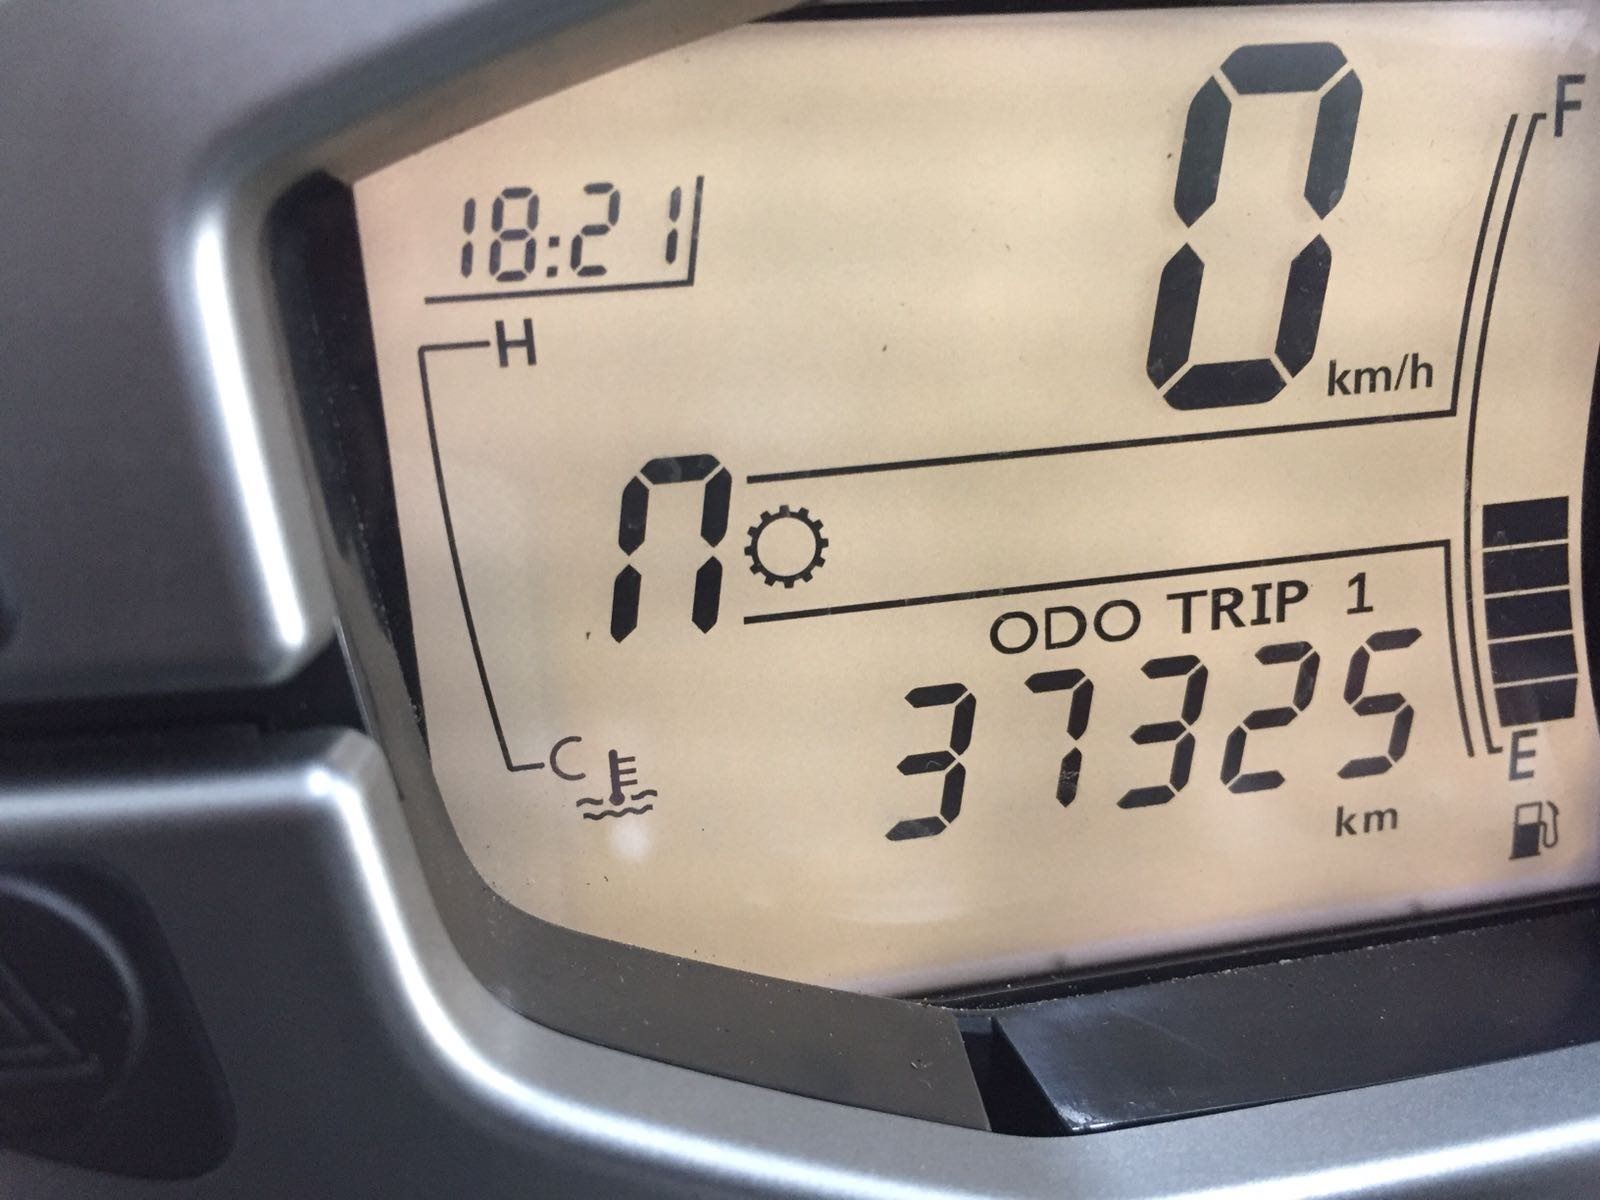 18:21
0
km/h
F
H
n
ODO TRIP 1
37325
km
C
E